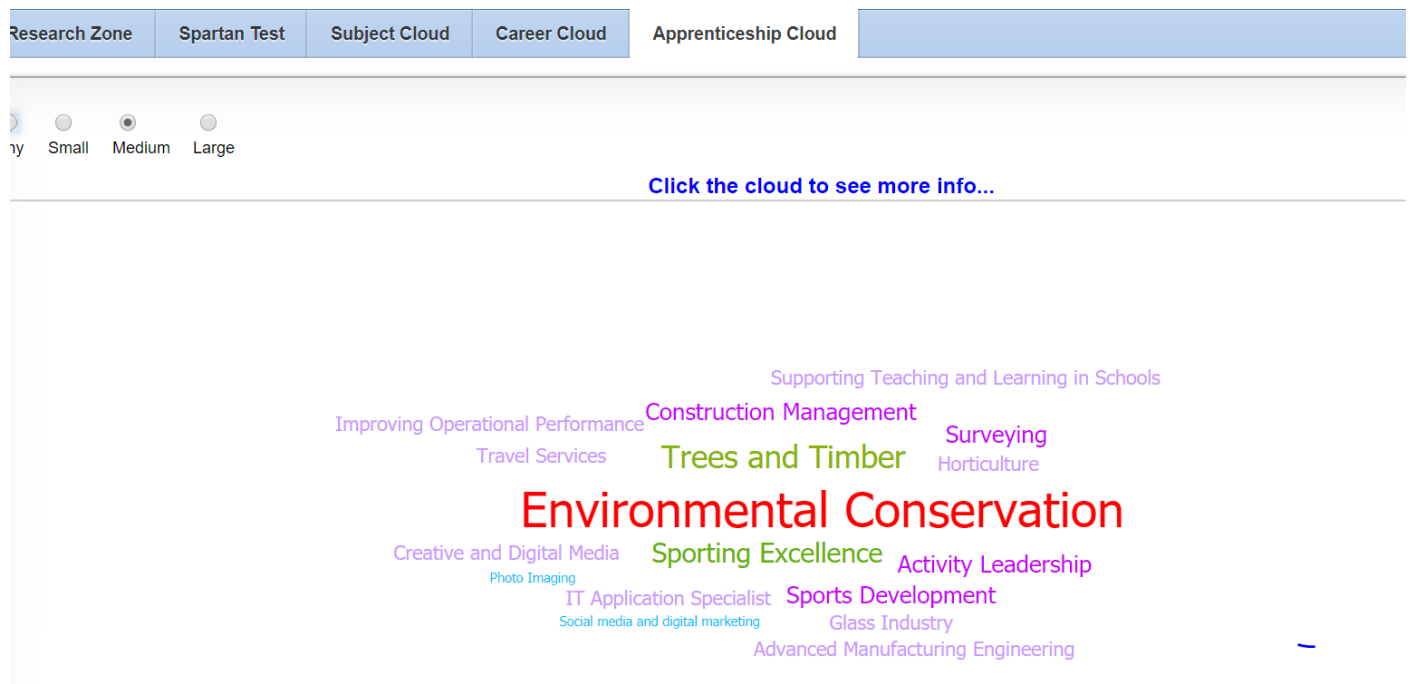 Research Zone Spartan Test Subject Cloud Career Cloud Apprenticeship Cloud
ny Small Medium Large
Click the cloud to see more info...
Supporting Teaching and Learning in Schools
Construction Management
Improving Operational Performance
Surveying
Travel Services
Trees and Timber
Horticulture
Environmental Conservation
Creative and Digital Media
Sporting Excellence
Activity Leadership
Photo Imaging
IT Application Specialist
Sports Development
Social media and digital marketing
Glass Industry
Advanced Manufacturing Engineering